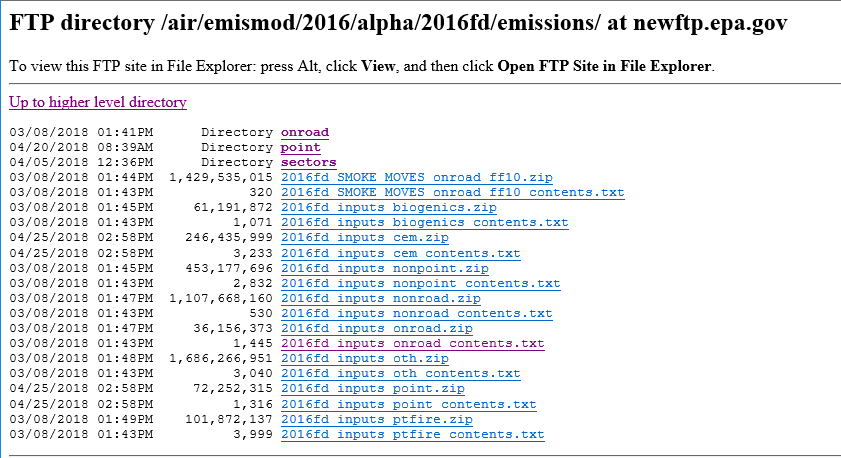 FTP directory /air/emismod/2016/alpha/2016fd/emissions/ at newftp.epa.gov
To view this FTP site in File Explorer: press Alt, click View, and then click Open FTP Site in File Explorer.
Up to higher level directory
03/08/2018 01:41PM Directory onroad
04/20/2018 08:39AM Directory point
04/05/2018 12:36PM Directory sectors
03/08/2018 01:44PM 1,429,535,015 2016fd SMOKE MOVES onroad ff10.zip
03/08/2018 01:43PM 320 2016fd SMOKE MOVES onroad ff10 contents.txt
03/08/2018 01:45PM 61,191,872 2016fd inputs biogenics.zip
03/08/2018 01:43PM 1,071 2016fd inputs biogenics contents.txt
04/25/2018 02:58PM 246,435,999 2016fd inputs cem.zip
04/25/2018 02:58PM 3,233 2016fd inputs cem contents.txt
03/08/2018 01:45PM 453,177,696 2016fd inputs nonpoint.zip
03/08/2018 01:43PM 2,832 2016fd inputs nonpoint contents.txt
03/08/2018 01:47PM 1,107,668,160 2016fd inputs nonroad.zip
03/08/2018 01:43PM 530 2016fd inputs nonroad contents.txt
03/08/2018 01:47PM 36,156,373 2016fd inputs onroad.zip
03/08/2018 01:43PM 1,445 2016fd inputs onroad contents.txt
03/08/2018 01:48PM 1,686,266,951 2016fd inputs oth.zip
03/08/2018 01:43PM 3,040 2016fd inputs oth contents.txt
04/25/2018 02:58PM 72,252,315 2016fd inputs point.zip
04/25/2018 02:58PM 1,316 2016fd inputs point contents.txt
03/08/2018 01:49PM 101,872,137 2016fd inputs ptfire.zip
03/08/2018 01:43PM 3,999 2016fd inputs ptfire contents.txt